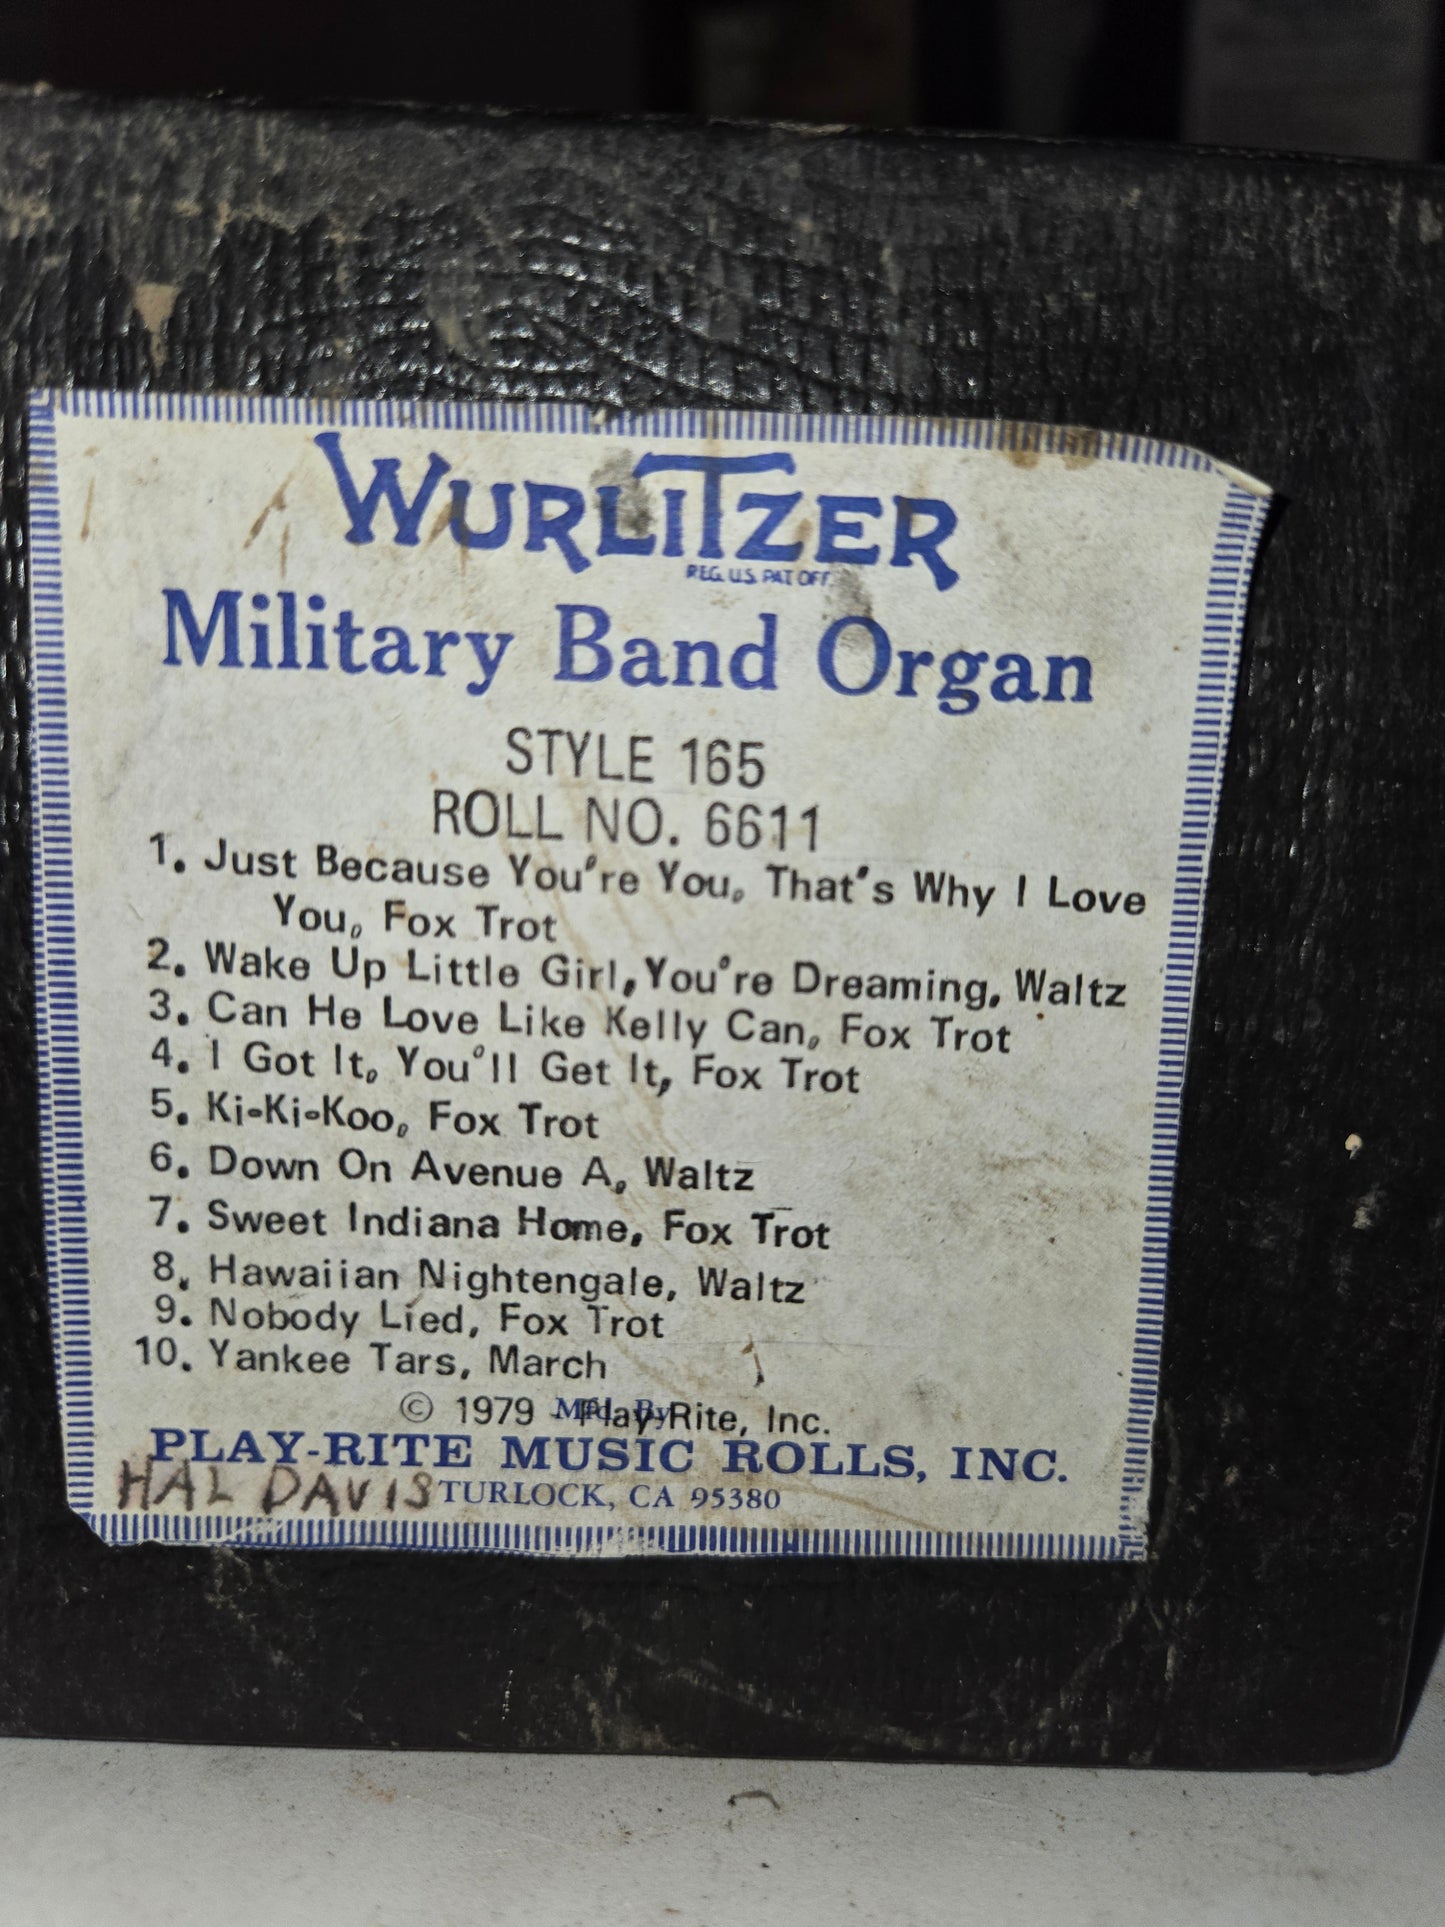 WURLITZER
REG. U.S. PAT OFF.
Military Band Organ
STYLE 165
ROLL NO. 6611
1. Just Because You're You, That's Why I Love
You, Fox Trot
2. Wake Up Little Girl, You're Dreaming, Waltz
3. Can He Love Like Kelly Can, Fox Trot
4. I Got It, You'll Get It, Fox Trot
5. Ki-Ki-Koo, Fox Trot
6. Down On Avenue A, Waltz
7. Sweet Indiana Home, Fox Trot
8. Hawaiian Nightengale, Waltz
9. Nobody Lied, Fox Trot
10. Yankee Tars, March
Mfd. By
© 1979 - Play-Rite, Inc.
PLAY-RITE MUSIC ROLLS, INC.
HAL DAVIS TURLOCK, CA 95380